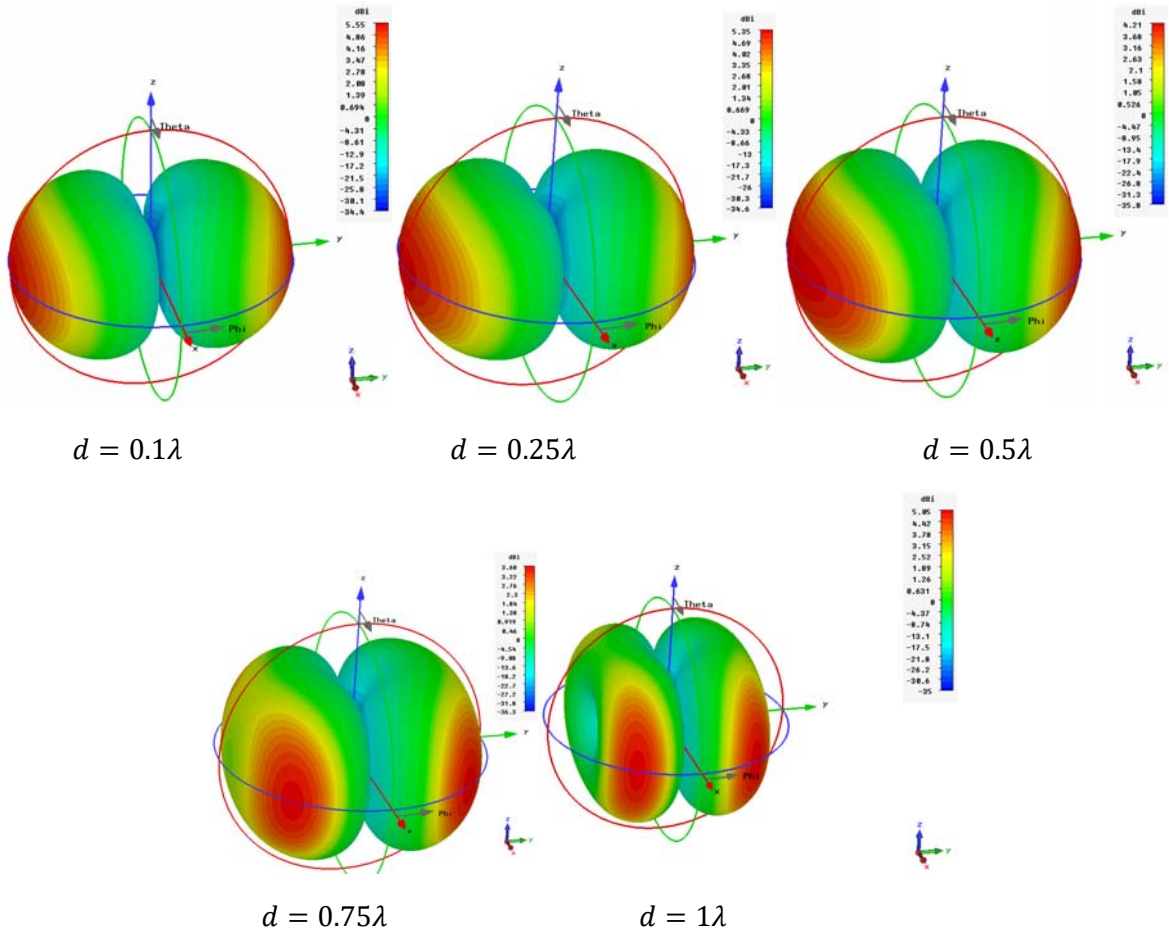 dBi
5.55
4.86
4.16
3.47
2.78
2.08
1.39
0.694
0
-4.31
-8.61
-12.9
-17.2
-21.5
-25.8
-30.1
-34.4
z
Theta
y
Phi
x
z
y
x
dBi
5.35
4.69
4.02
3.35
2.68
2.01
1.34
0.669
0
-4.33
-8.66
-13
-17.3
-21.7
-26
-30.3
-34.6
z
Theta
y
Phi
x
z
y
x
dBi
4.21
3.68
3.16
2.63
2.1
1.58
1.05
0.526
0
-4.47
-8.95
-13.4
-17.9
-22.4
-26.8
-31.3
-35.8
z
Theta
y
Phi
x
z
y
x
d = 0.1λ
d = 0.25λ
d = 0.5λ
dBi
3.68
3.22
2.76
2.3
1.84
1.38
0.919
0.46
0
-4.54
-9.08
-13.6
-18.2
-22.7
-27.2
-31.8
-36.3
z
Theta
y
Phi
x
z
y
x
z
Theta
y
Phi
x
dBi
5.05
4.42
3.78
3.15
2.52
1.89
1.26
0.631
0
-4.37
-8.74
-13.1
-17.5
-21.8
-26.2
-30.6
-35
z
y
x
d = 0.75λ
d = 1λ